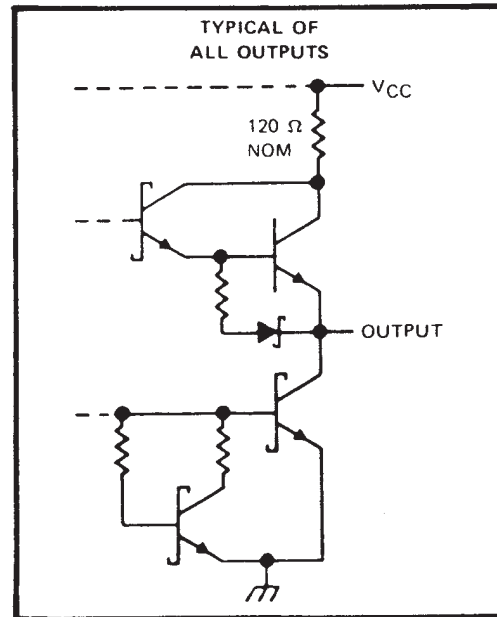 TYPICAL OF
ALL OUTPUTS
VCC
120 Ω
NOM
OUTPUT